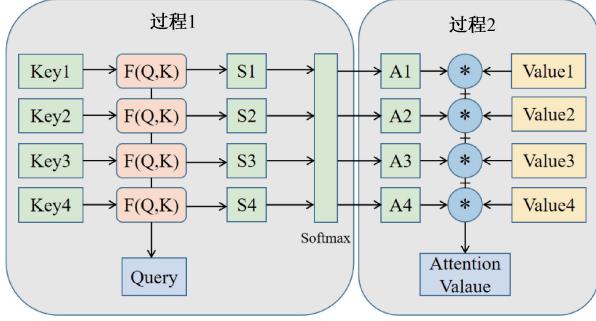 过程1
过程2
Key1 F(Q,K) S1 A1 * Value1
+
Key2 F(Q,K) S2 A2 * Value2
+
Key3 F(Q,K) S3 A3 * Value3
+
Key4 F(Q,K) S4 A4 * Value4
Softmax
Query
Attention
Valaue